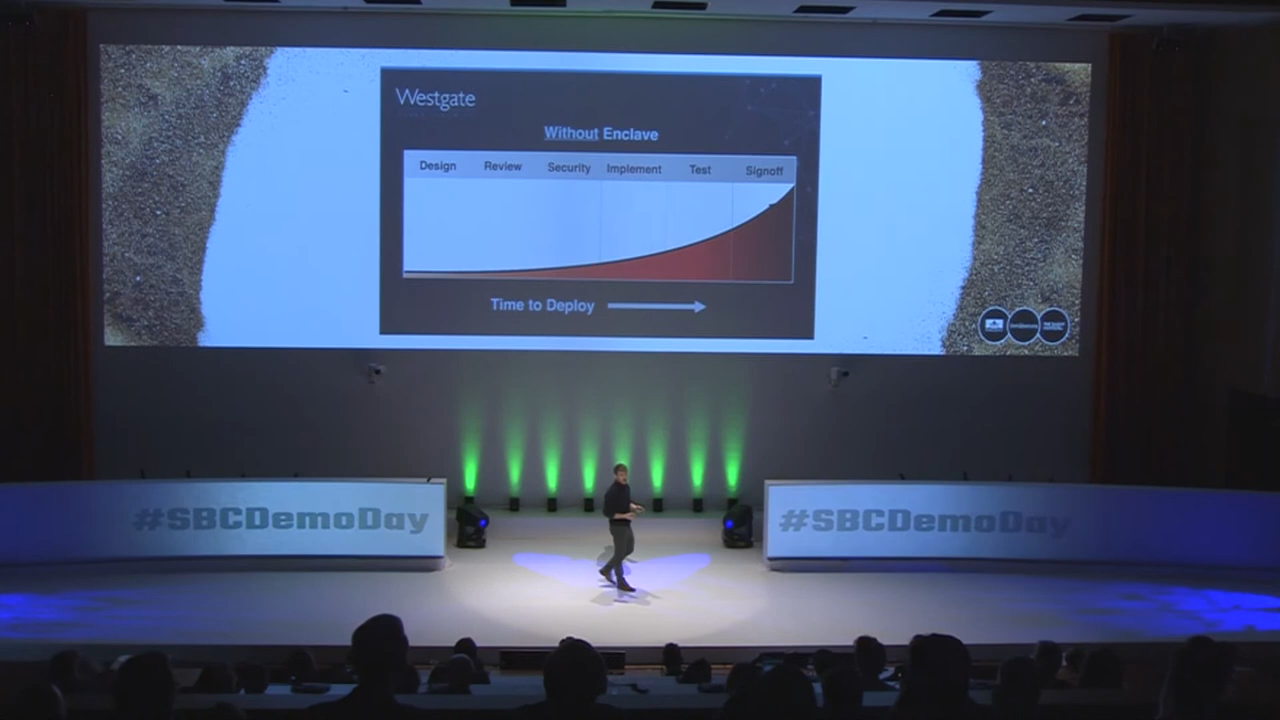 Westgate
Without Enclave
Design Review Security Implement Test Signoff
Time to Deploy
#SBCDemoDay #SBCDemoDay